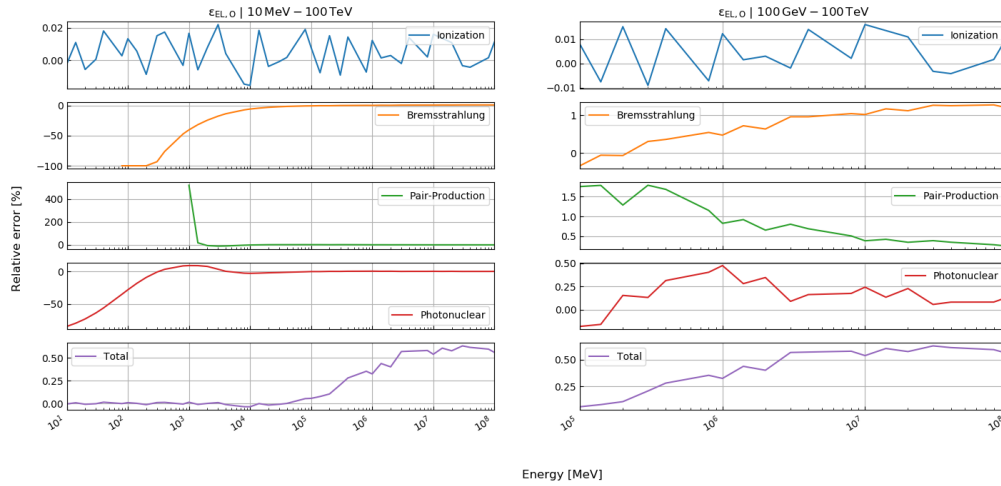 ε_EL, O | 10 MeV − 100 TeV
0.02
0.00
Ionization
0
−50
−100
Bremsstrahlung
400
200
0
Pair-Production
0
−50
Photonuclear
0.50
0.25
0.00
Total
10^1
10^2
10^3
10^4
10^5
10^6
10^7
10^8
Relative error [%]
ε_EL, O | 100 GeV − 100 TeV
0.01
0.00
−0.01
Ionization
1
0
Bremsstrahlung
1.5
1.0
0.5
Pair-Production
0.50
0.25
0.00
Photonuclear
0.50
0.25
Total
10^5
10^6
10^7
10^8
Energy [MeV]